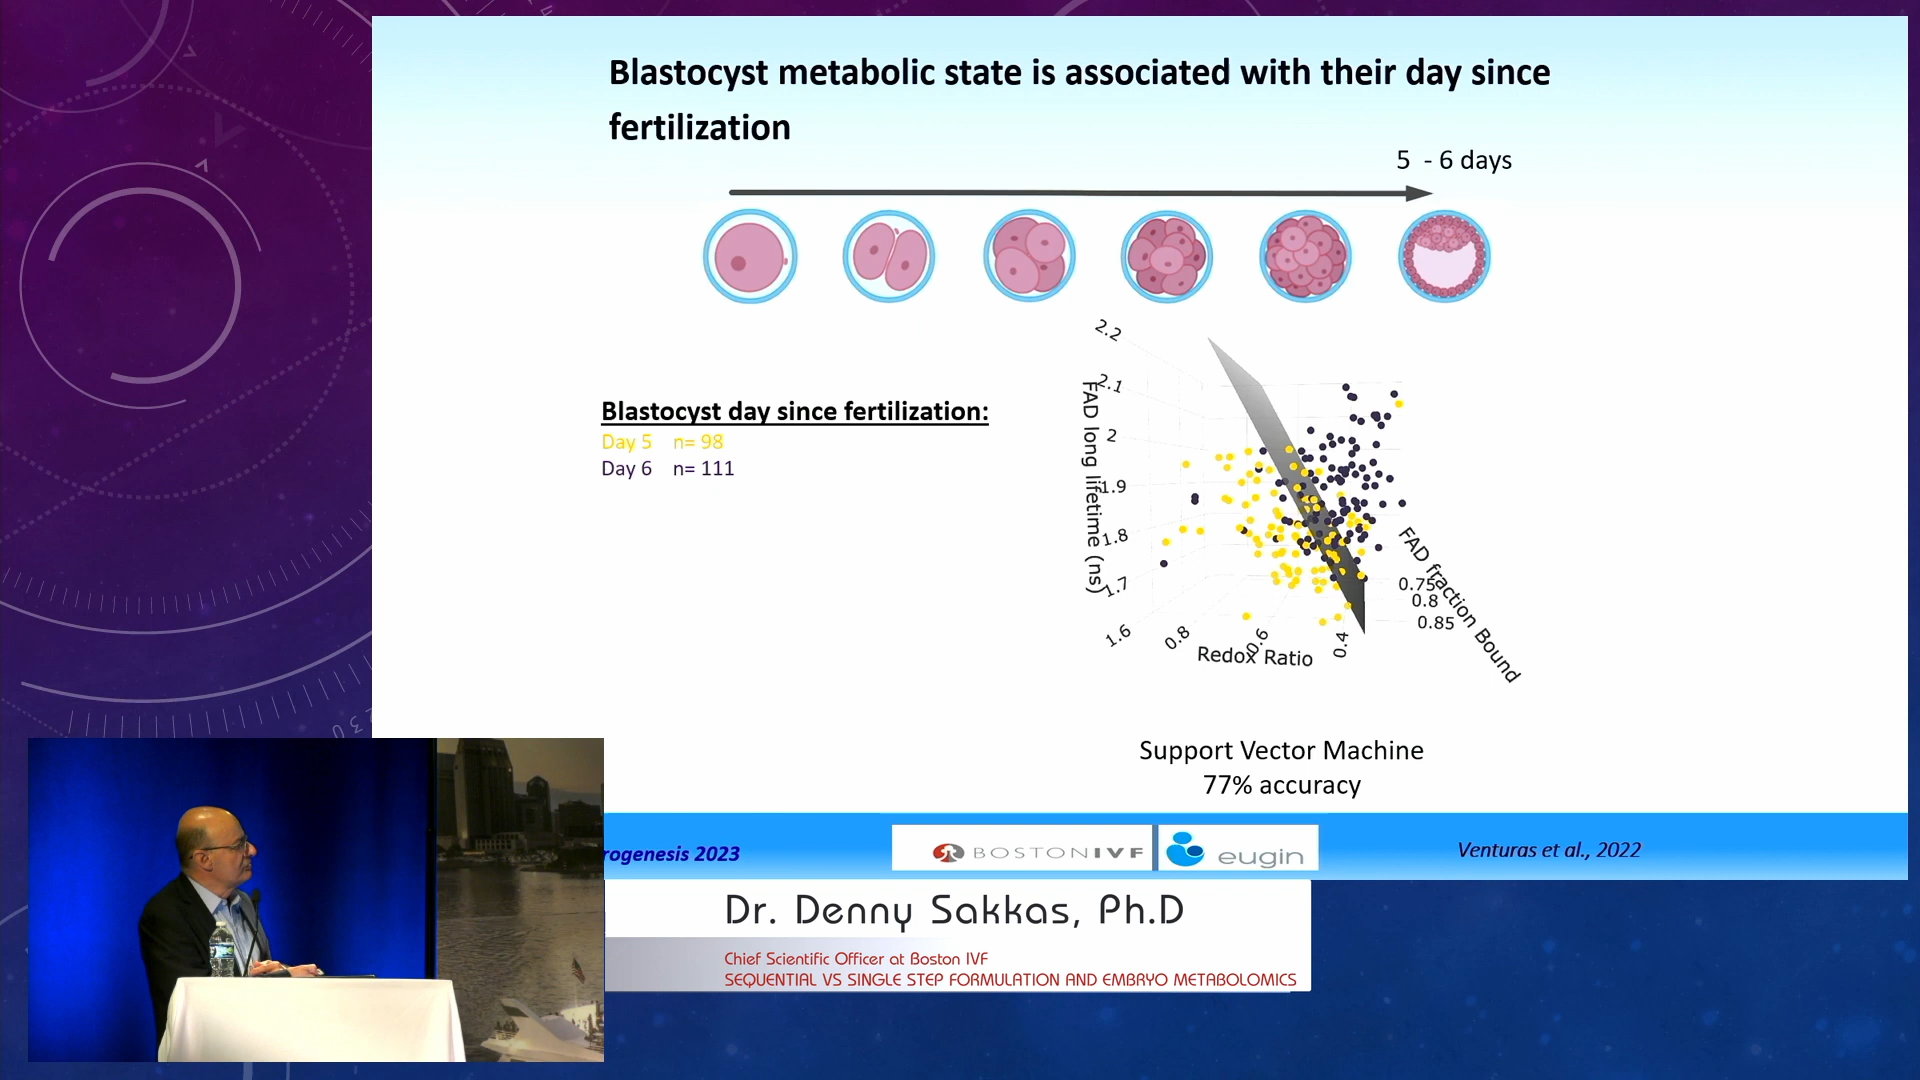 Blastocyst metabolic state is associated with their day since
fertilization
5 - 6 days
Blastocyst day since fertilization:
Day 5 n= 98
Day 6 n= 111
2.2
2.1
2
1.9
1.8
1.7
1.6
FAD long lifetime (ns)
0.8
0.6
0.4
Redox Ratio
0.75
0.8
0.85
FAD fraction Bound
Support Vector Machine
77% accuracy
rogenesis 2023
BOSTONIVF
eugin
Venturas et al., 2022
Dr. Denny Sakkas, Ph.D
Chief Scientific Officer at Boston IVF
SEQUENTIAL VS SINGLE STEP FORMULATION AND EMBRYO METABOLOMICS